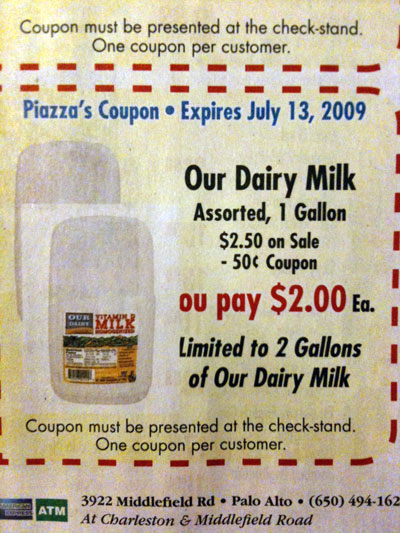 Coupon must be presented at the check-stand.
One coupon per customer.
Piazza's Coupon • Expires July 13, 2009
Our Dairy Milk
Assorted, 1 Gallon
$2.50 on Sale
- 50¢ Coupon
ou pay $2.00 Ea.
Limited to 2 Gallons
of Our Dairy Milk
OUR
DAIRY
VITAMIN D
MILK
Coupon must be presented at the check-stand.
One coupon per customer.
ATM
3922 Middlefield Rd • Palo Alto • (650) 494-162
At Charleston & Middlefield Road